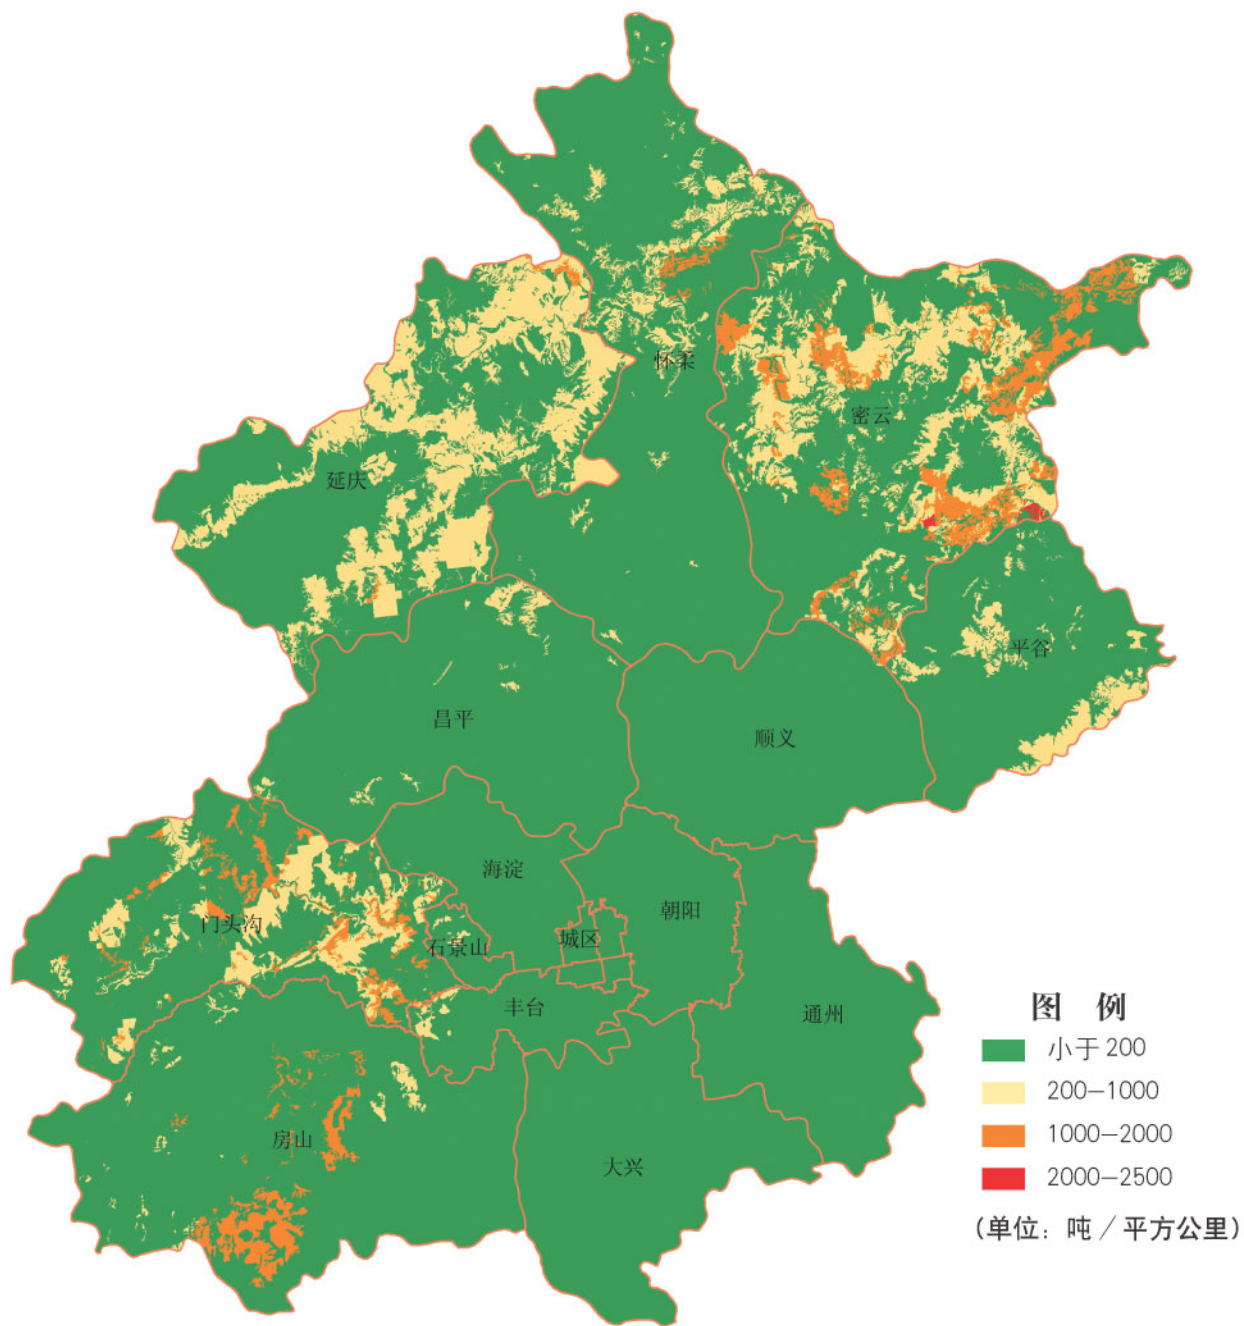 怀柔
密云
延庆
平谷
昌平
顺义
海淀
朝阳
门头沟
城区
石景山
丰台
通州
房山
大兴
图 例
小于 200
200—1000
1000—2000
2000—2500
(单位：吨／平方公里)